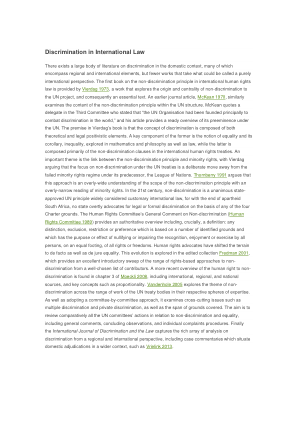 Discrimination in International Law
There exists a large body of literature on discrimination in the domestic context, many of which
encompass regional and international elements, but fewer works that take what could be called a purely
international perspective. The first book on the non-discrimination principle in international human rights
law is provided by Vierdag 1973, a work that explores the origin and centrality of non-discrimination to
the UN project, and consequently an essential text. An earlier journal article, McKean 1970, similarly
examines the content of the non-discrimination principle within the UN structure. McKean quotes a
delegate in the Third Committee who stated that "the UN Organisation had been founded principally to
combat discrimination in the world," and his article provides a ready overview of its preeminence under
the UN. The premise in Vierdag's book is that the concept of discrimination is composed of both
theoretical and legal positivistic elements. A key component of the former is the notion of equality and its
corollary, inequality, explored in mathematics and philosophy as well as law, while the latter is
composed primarily of the non-discrimination clauses in the international human rights treaties. An
important theme is the link between the non-discrimination principle and minority rights, with Vierdag
arguing that the focus on non-discrimination under the UN treaties is a deliberate move away from the
failed minority rights regime under its predecessor, the League of Nations. Thornberry 1991 argues that
this approach is an overly-wide understanding of the scope of the non-discrimination principle with an
overly-narrow reading of minority rights. In the 21st century, non-discrimination is a unanimous state-
approved UN principle widely considered customary international law, for with the end of apartheid
South Africa, no state overtly advocates for legal or formal discrimination on the basis of any of the four
Charter grounds. The Human Rights Committee's General Comment on Non-discrimination (Human
Rights Committee 1989) provides an authoritative overview including, crucially, a definition: any
distinction, exclusion, restriction or preference which is based on a number of identified grounds and
which has the purpose or effect of nullifying or impairing the recognition, enjoyment or exercise by all
persons, on an equal footing, of all rights or freedoms. Human rights advocates have shifted the terrain
to de facto as well as de jure equality. This evolution is explored in the edited collection Fredman 2001,
which provides an excellent introductory sweep of the range of rights-based approaches to non-
discrimination from a well-chosen list of contributors. A more recent overview of the human right to non-
discrimination is found in chapter 9 of Moeckli 2009, including international, regional, and national
sources, and key concepts such as proportionality. Vandenhole 2005 explores the theme of non-
discrimination across the range of work of the UN treaty bodies in their respective spheres of expertise.
As well as adopting a committee-by-committee approach, it examines cross-cutting issues such as
multiple discrimination and private discrimination, as well as the span of grounds covered. The aim is to
review comparatively all the UN committees' actions in relation to non-discrimination and equality,
including general comments, concluding observations, and individual complaints procedures. Finally
the International Journal of Discrimination and the Law captures the rich array of analysis on
discrimination from a regional and international perspective, including case commentaries which situate
domestic adjudications in a wider context, such as